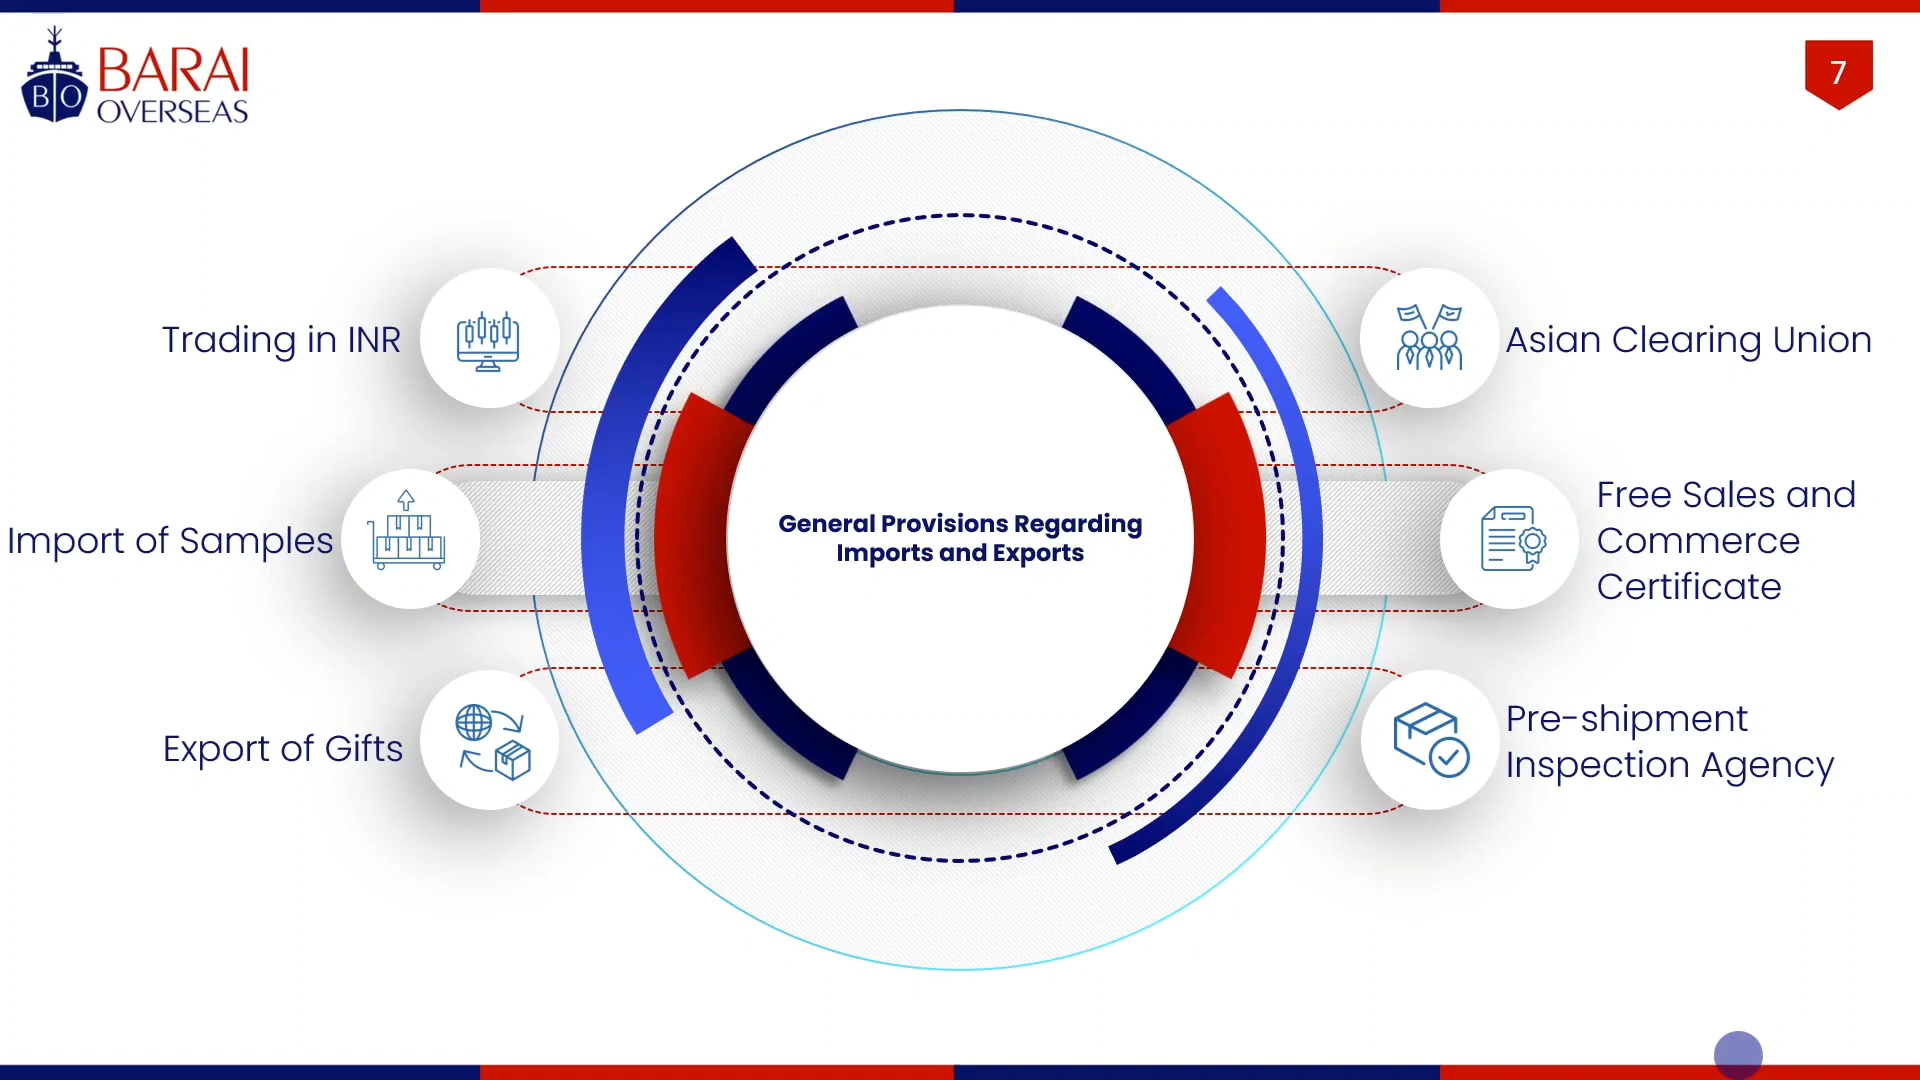 BARAI
BO
OVERSEAS
7
Trading in INR
Import of Samples
Export of Gifts
General Provisions Regarding
Imports and Exports
Asian Clearing Union
Free Sales and
Commerce
Certificate
Pre-shipment
Inspection Agency